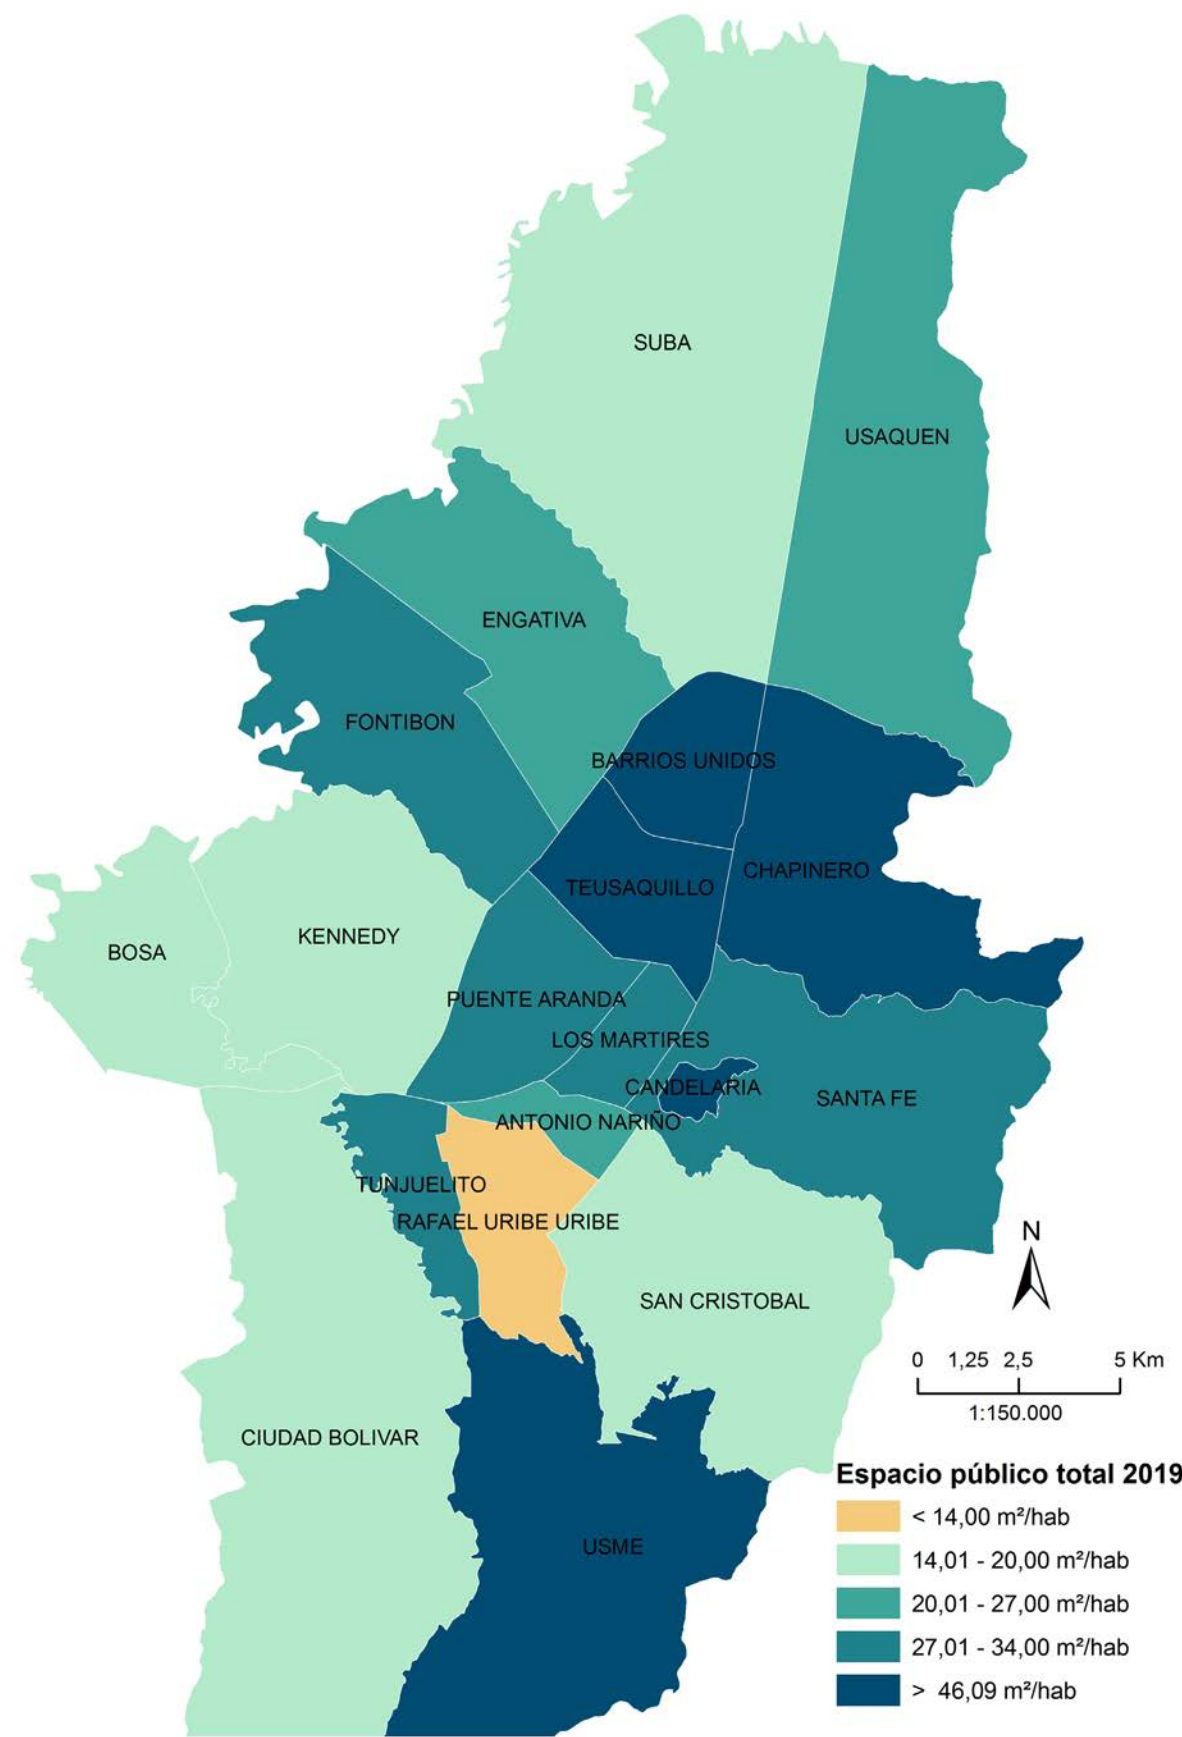 SUBA
USAQUEN
ENGATIVA
FONTIBON
BARRIOS UNIDOS
CHAPINERO
TEUSAQUILLO
KENNEDY
BOSA
PUENTE ARANDA
LOS MARTIRES
CANDELARIA
SANTA FE
ANTONIO NARIÑO
TUNJUELITO
RAFAEL URIBE URIBE
N
SAN CRISTOBAL
0 1,25 2,5 5 Km
1:150.000
CIUDAD BOLIVAR
USME
Espacio público total 2019
< 14,00 m²/hab
14,01 - 20,00 m²/hab
20,01 - 27,00 m²/hab
27,01 - 34,00 m²/hab
> 46,09 m²/hab